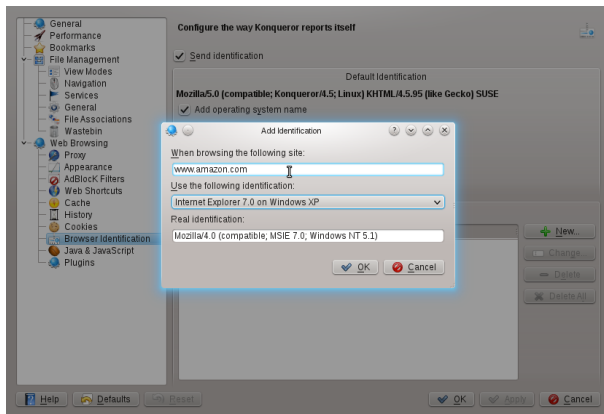 General
Performance
Bookmarks
File Management
View Modes
Navigation
Services
General
File Associations
Wastebin
Web Browsing
Proxy
Appearance
AdBlocK Filters
Web Shortcuts
Cache
History
Cookies
Browser Identification
Java & JavaScript
Plugins
Configure the way Konqueror reports itself
Send identification
Default Identification
Mozilla/5.0 (compatible; Konqueror/4.5; Linux) KHTML/4.5.95 (like Gecko) SUSE
Add operating system name
Add Identification
When browsing the following site:
www.amazon.com
Use the following identification:
Internet Explorer 7.0 on Windows XP
Real identification:
Mozilla/4.0 (compatible; MSIE 7.0; Windows NT 5.1)
OK Cancel
New...
Change...
Delete
Delete All
Help Defaults Reset OK Apply Cancel